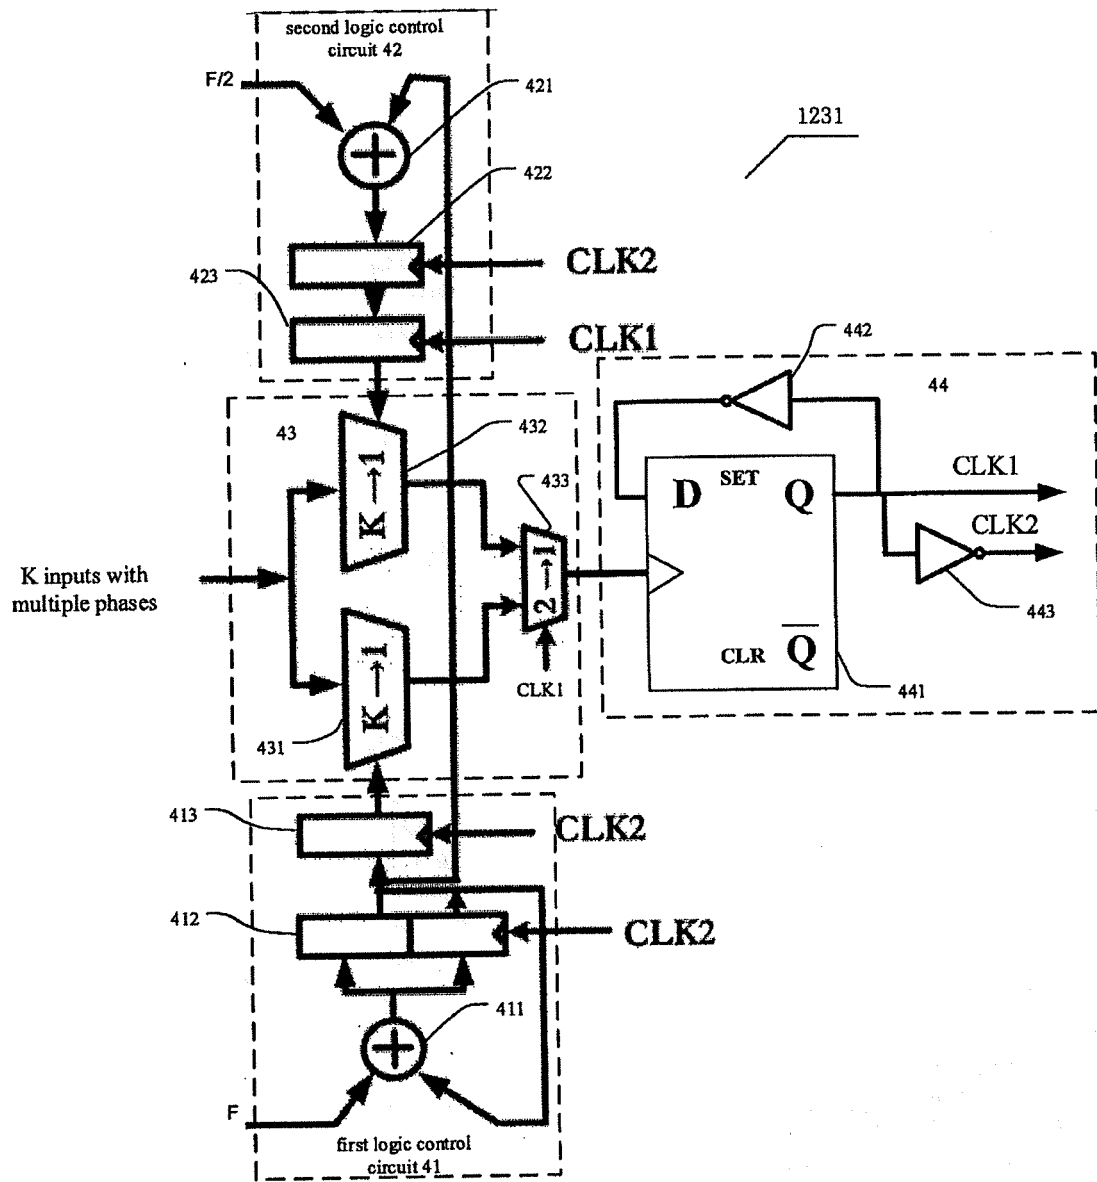 second logic control
circuit 42
F/2
421
1231
422
CLK2
423
CLK1
442
44
43
432
K→1
433
D SET Q
CLK1
CLK2
2→1
K inputs with
multiple phases
443
K→1
CLR Q̅
CLK1
441
431
413
CLK2
412
CLK2
411
F
first logic control
circuit 41